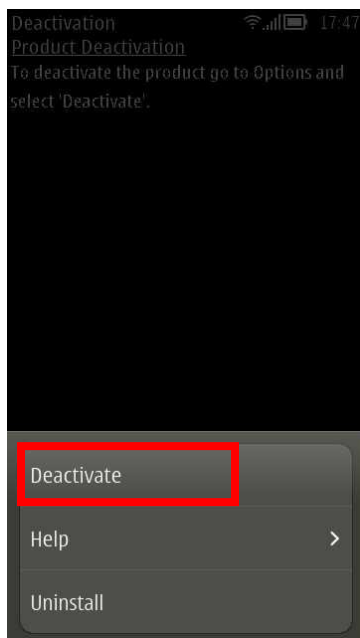 Deactivation 17:47
Product Deactivation
To deactivate the product go to Options and
select 'Deactivate'.
Deactivate
Help
Uninstall